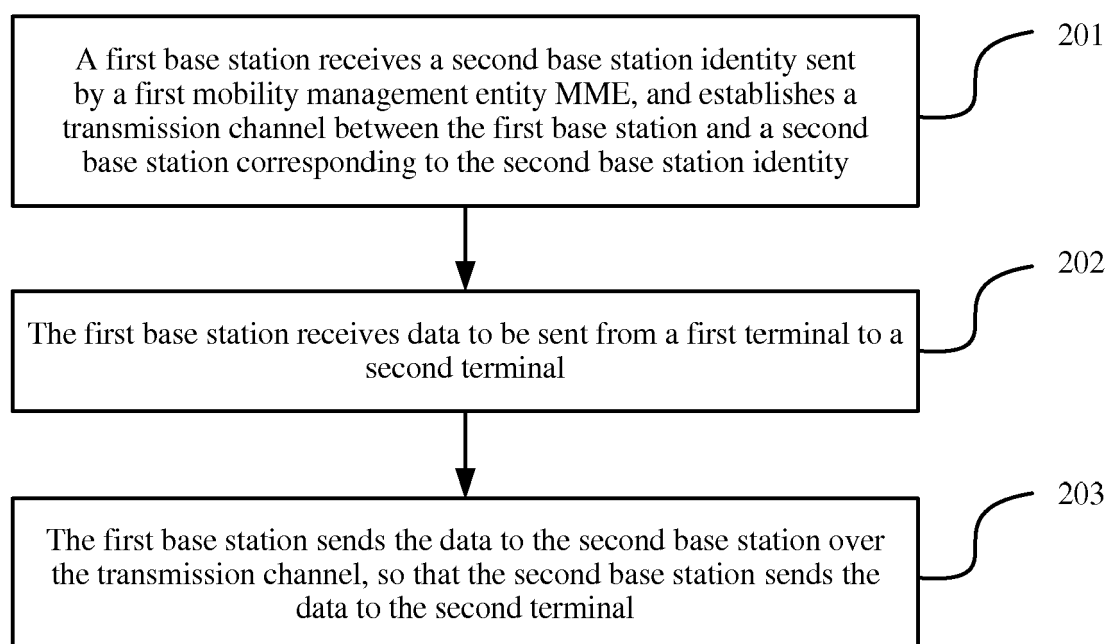 A first base station receives a second base station identity sent
by a first mobility management entity MME, and establishes a
transmission channel between the first base station and a second
base station corresponding to the second base station identity
201
The first base station receives data to be sent from a first terminal to a
second terminal
202
The first base station sends the data to the second base station over
the transmission channel, so that the second base station sends the
data to the second terminal
203